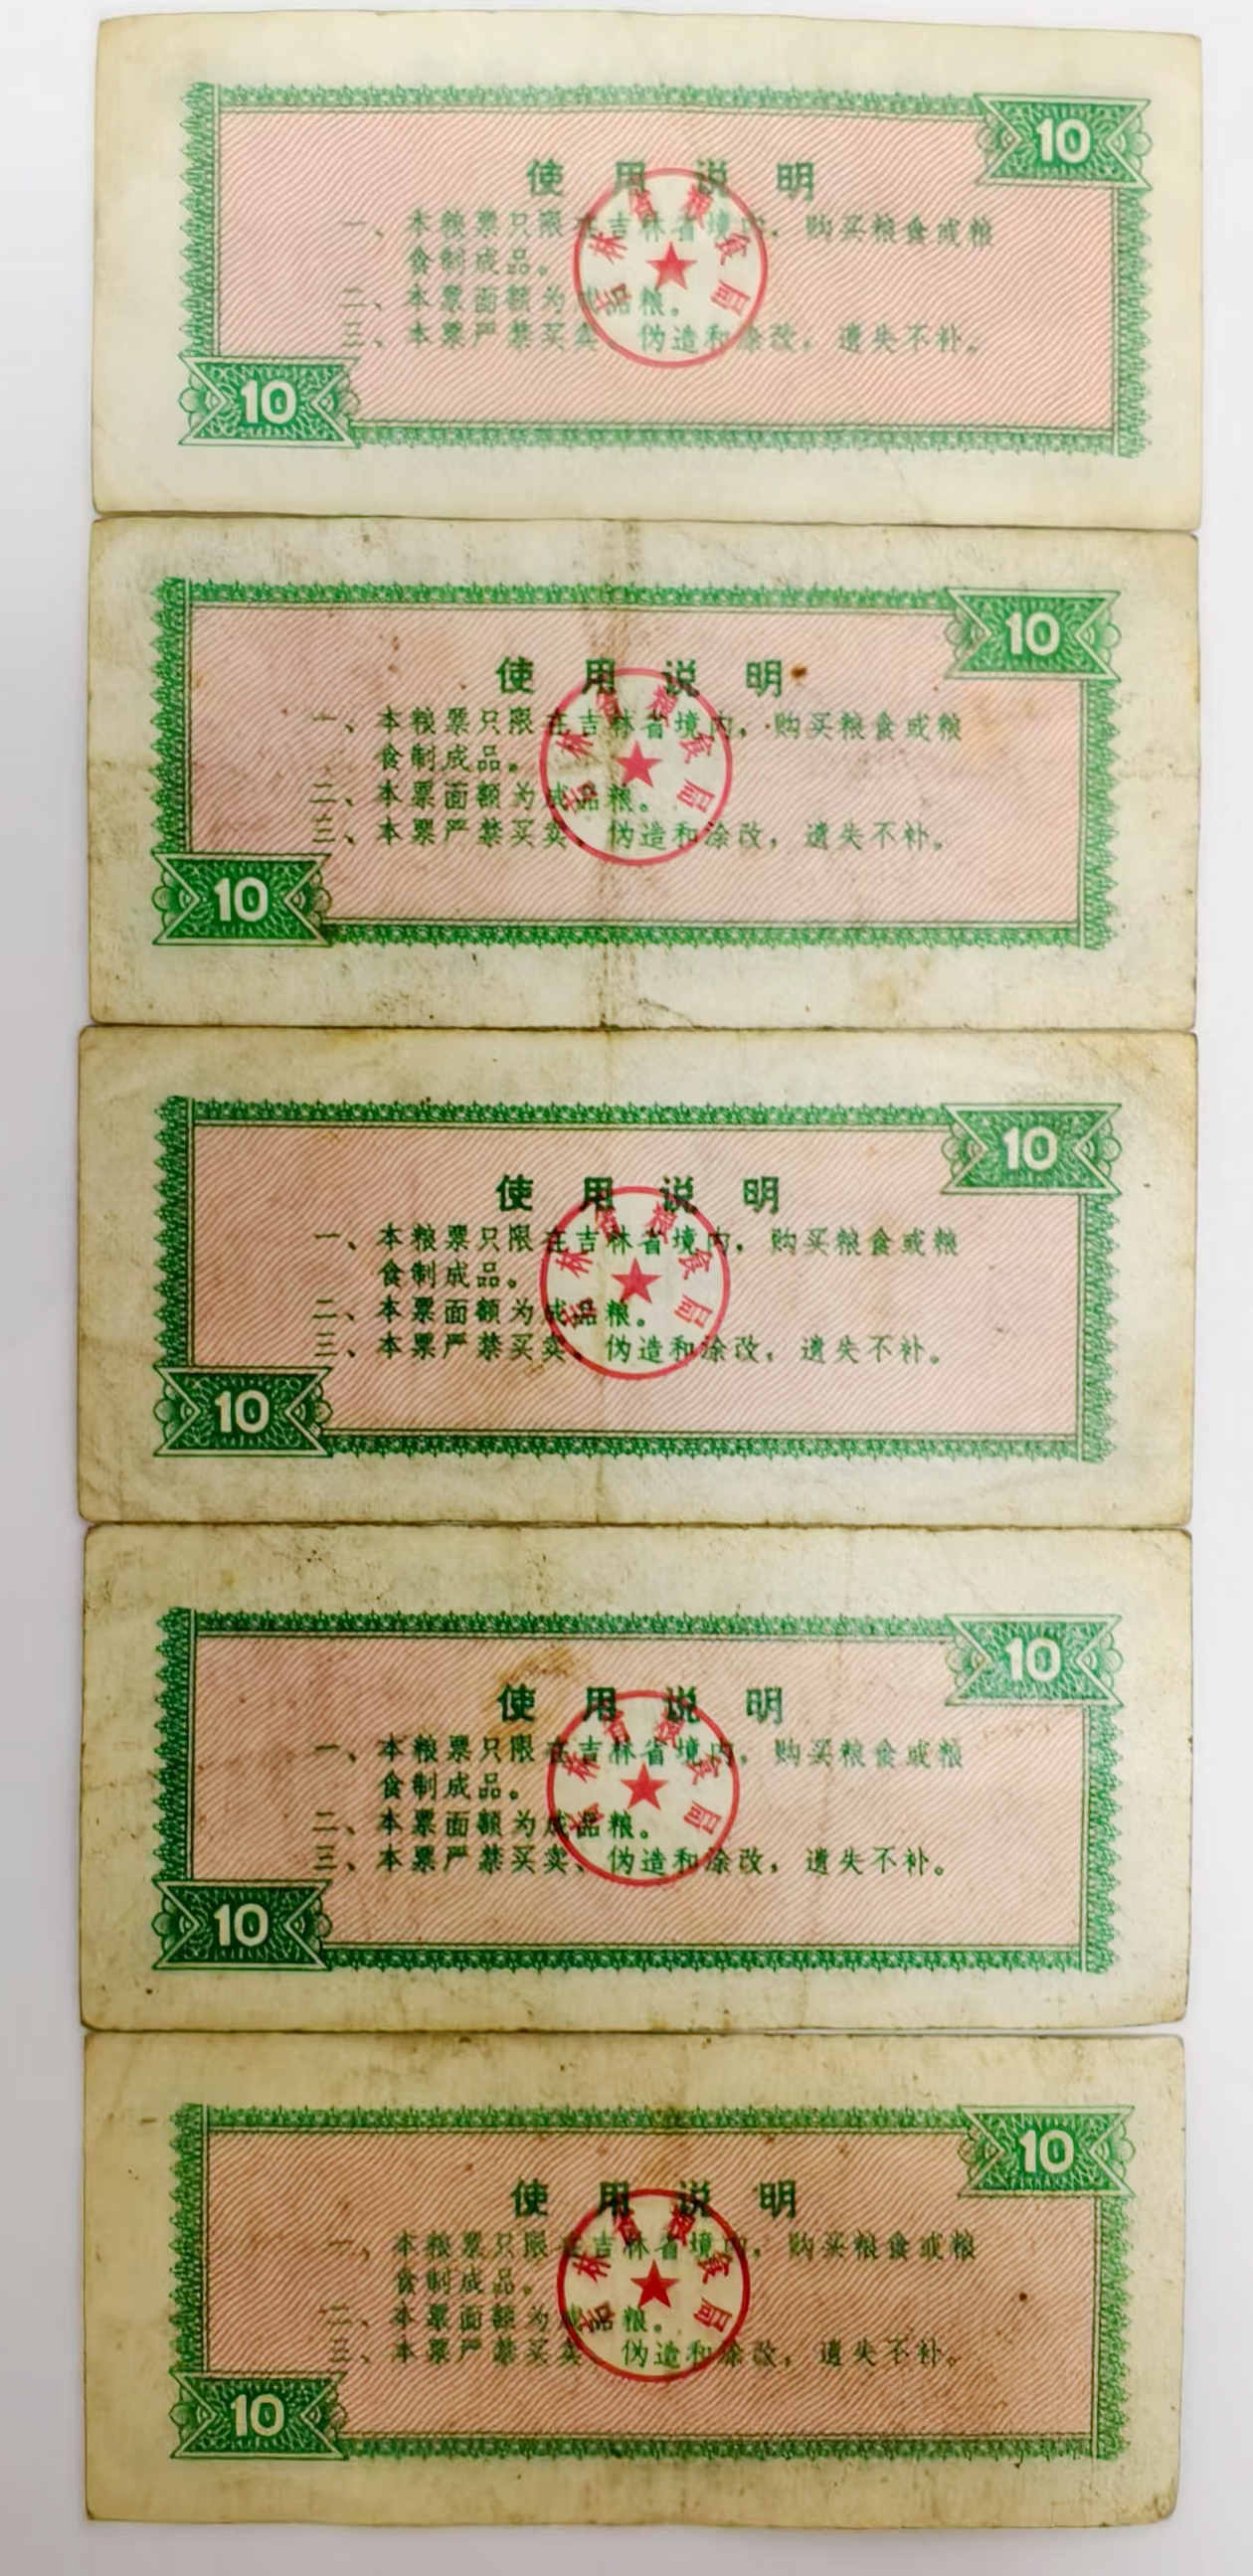 10
使用说明
一、本粮票只限在吉林省境内，购买粮食或粮
食制成品。
二、本票面额为成品粮。
三、本票严禁买卖、伪造和涂改，遗失不补。
吉林省粮食局
10
10
使用说明
一、本粮票只限在吉林省境内，购买粮食或粮
食制成品。
二、本票面额为成品粮。
三、本票严禁买卖、伪造和涂改，遗失不补。
吉林省粮食局
10
10
使用说明
一、本粮票只限在吉林省境内，购买粮食或粮
食制成品。
二、本票面额为成品粮。
三、本票严禁买卖、伪造和涂改，遗失不补。
吉林省粮食局
10
10
使用说明
一、本粮票只限在吉林省境内，购买粮食或粮
食制成品。
二、本票面额为成品粮。
三、本票严禁买卖、伪造和涂改，遗失不补。
吉林省粮食局
10
10
使用说明
一、本粮票只限在吉林省境内，购买粮食或粮
食制成品。
二、本票面额为成品粮。
三、本票严禁买卖、伪造和涂改，遗失不补。
吉林省粮食局
10